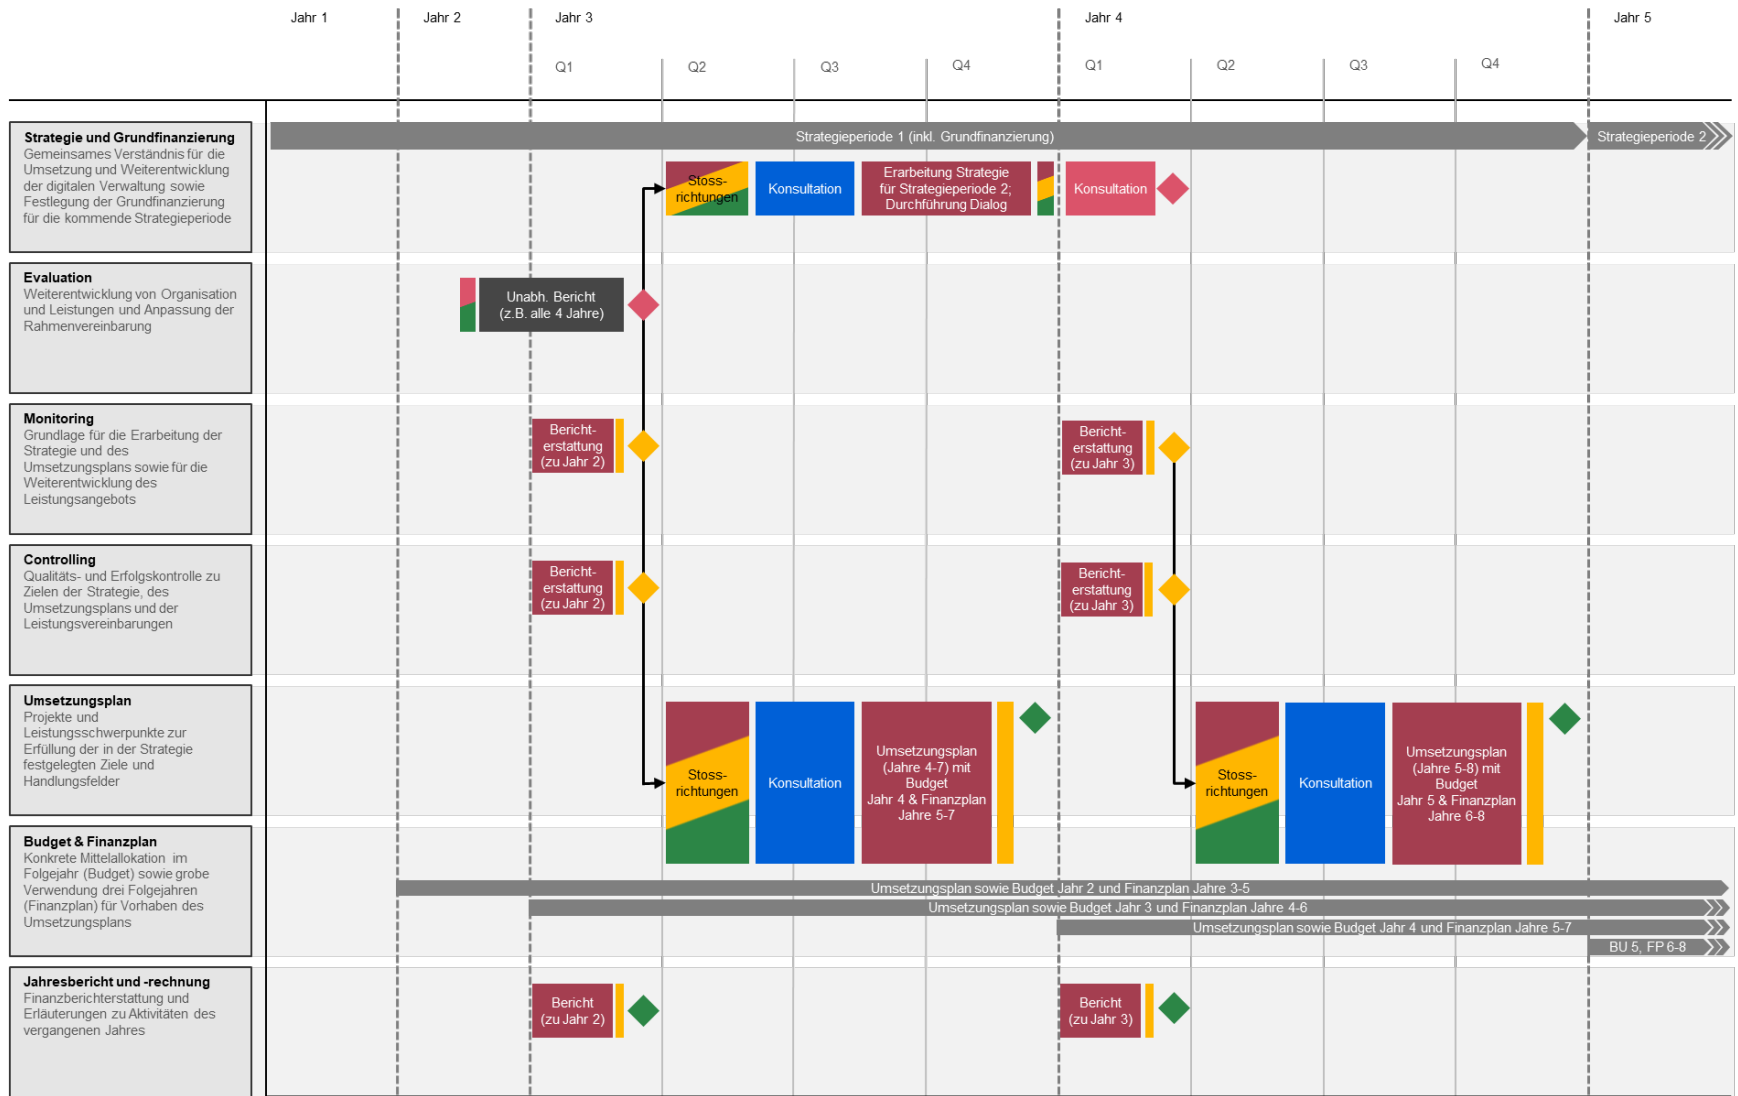 Jahr 1
Jahr 2
Jahr 3
Jahr 4
Jahr 5
Q1
Q2
Q3
Q4
Q1
Q2
Q3
Q4
Strategie und Grundfinanzierung
Gemeinsames Verständnis für die
Umsetzung und Weiterentwicklung
der digitalen Verwaltung sowie
Festlegung der Grundfinanzierung
für die kommende Strategieperiode
Strategieperiode 1 (inkl. Grundfinanzierung)
Strategieperiode 2
Stoss-
richtungen
Konsultation
Erarbeitung Strategie
für Strategieperiode 2;
Durchführung Dialog
Konsultation
Evaluation
Weiterentwicklung von Organisation
und Leistungen und Anpassung der
Rahmenvereinbarung
Unabh. Bericht
(z.B. alle 4 Jahre)
Monitoring
Grundlage für die Erarbeitung der
Strategie und des
Umsetzungsplans sowie für die
Weiterentwicklung des
Leistungsangebots
Bericht-
erstattung
(zu Jahr 2)
Bericht-
erstattung
(zu Jahr 3)
Controlling
Qualitäts- und Erfolgskontrolle zu
Zielen der Strategie, des
Umsetzungsplans und der
Leistungsvereinbarungen
Bericht-
erstattung
(zu Jahr 2)
Bericht-
erstattung
(zu Jahr 3)
Umsetzungsplan
Projekte und
Leistungsschwerpunkte zur
Erfüllung der in der Strategie
festgelegten Ziele und
Handlungsfelder
Stoss-
richtungen
Konsultation
Umsetzungsplan
(Jahre 4-7) mit
Budget
Jahr 4 & Finanzplan
Jahre 5-7
Stoss-
richtungen
Konsultation
Umsetzungsplan
(Jahre 5-8) mit
Budget
Jahr 5 & Finanzplan
Jahre 6-8
Budget & Finanzplan
Konkrete Mittelallokation im
Folgejahr (Budget) sowie grobe
Verwendung drei Folgejahren
(Finanzplan) für Vorhaben des
Umsetzungsplans
Umsetzungsplan sowie Budget Jahr 2 und Finanzplan Jahre 3-5
Umsetzungsplan sowie Budget Jahr 3 und Finanzplan Jahre 4-6
Umsetzungsplan sowie Budget Jahr 4 und Finanzplan Jahre 5-7
BU 5, FP 6-8
Jahresbericht und -rechnung
Finanzberichterstattung und
Erläuterungen zu Aktivitäten des
vergangenen Jahres
Bericht
(zu Jahr 2)
Bericht
(zu Jahr 3)